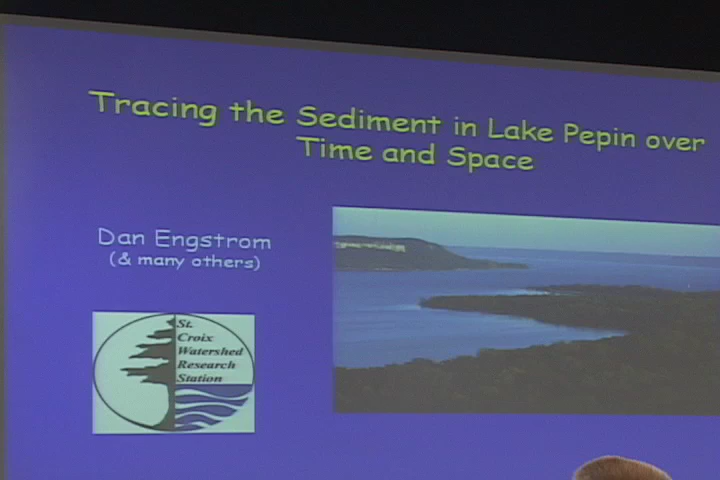 Tracing the Sediment in Lake Pepin over
Time and Space
Dan Engstrom
(& many others)
St.
Croix
Watershed
Research
Station